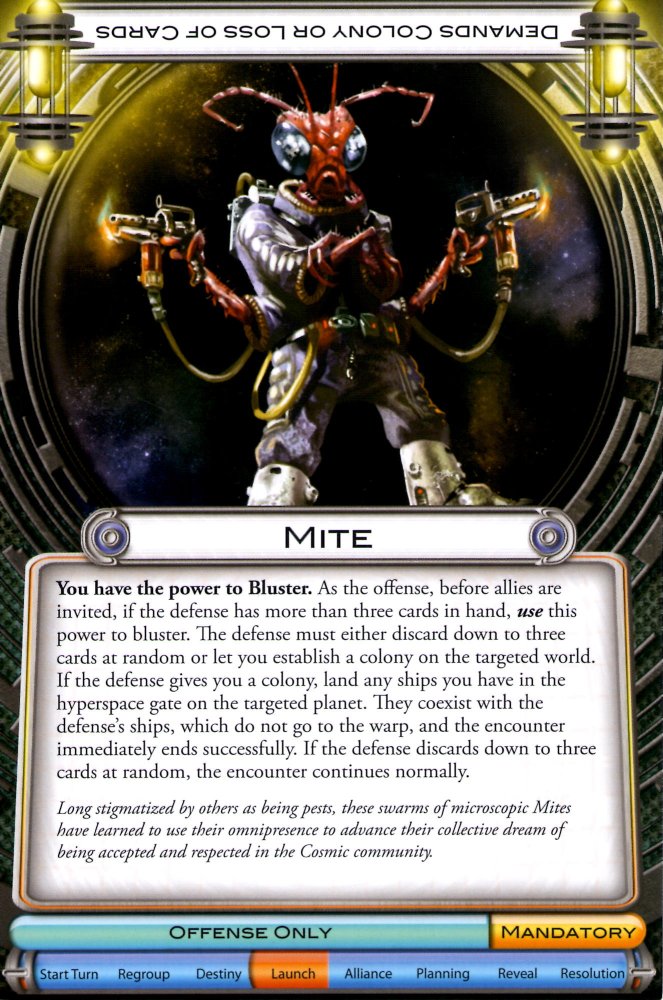 Demands Colony or Loss of Cards
Mite
You have the power to Bluster. As the offense, before allies are
invited, if the defense has more than three cards in hand, use this
power to bluster. The defense must either discard down to three
cards at random or let you establish a colony on the targeted world.
If the defense gives you a colony, land any ships you have in the
hyperspace gate on the targeted planet. They coexist with the
defense's ships, which do not go to the warp, and the encounter
immediately ends successfully. If the defense discards down to three
cards at random, the encounter continues normally.
Long stigmatized by others as being pests, these swarms of microscopic Mites
have learned to use their omnipresence to advance their collective dream of
being accepted and respected in the Cosmic community.
Offense Only Mandatory
Start Turn Regroup Destiny Launch Alliance Planning Reveal Resolution